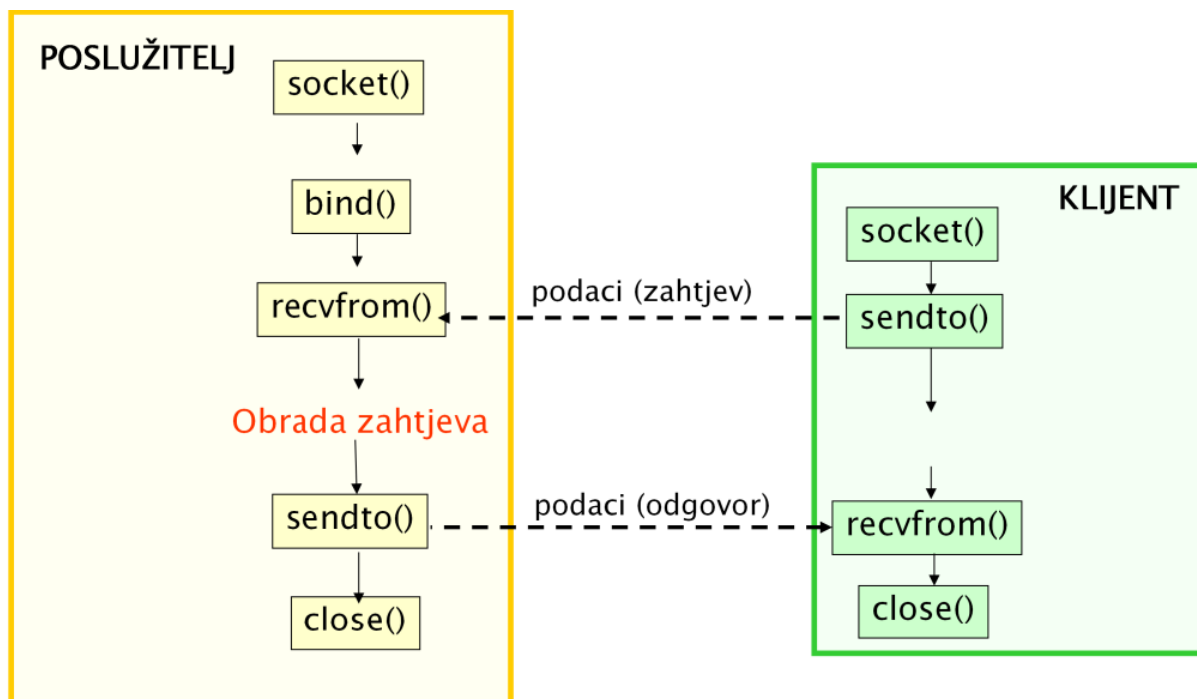 POSLUŽITELJ
socket()
bind()
recvfrom()
Obrada zahtjeva
sendto()
close()
podaci (zahtjev)
podaci (odgovor)
KLIJENT
socket()
sendto()
recvfrom()
close()